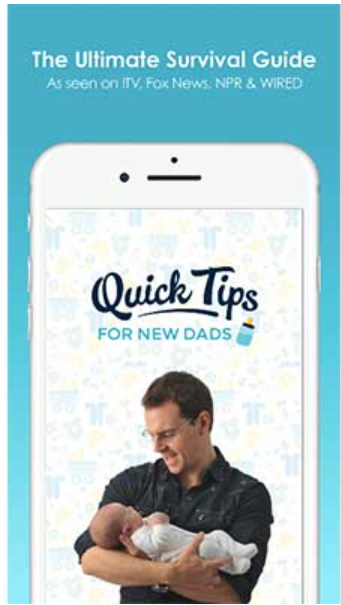 The Ultimate Survival Guide
As seen on ITV, Fox News, NPR & WIRED
Quick Tips
FOR NEW DADS